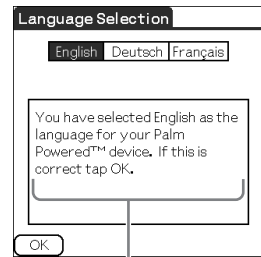 Language Selection
English Deutsch Français
You have selected English as the
language for your Palm
Powered™ device. If this is
correct tap OK.
OK